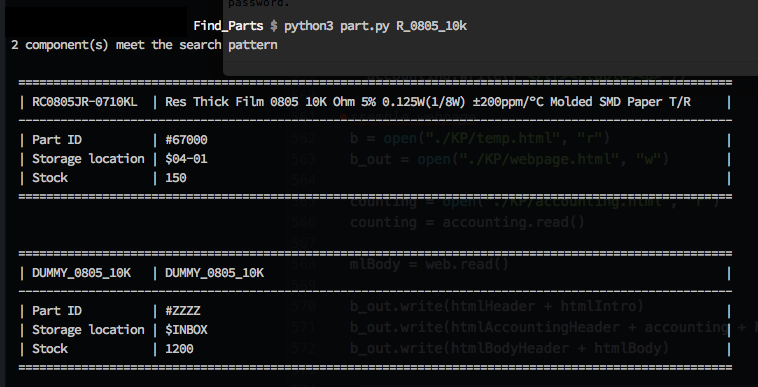 password.
Find_Parts $ python3 part.py R_0805_10k
2 component(s) meet the search pattern
==========================================================================================
| RC0805JR-0710KL | Res Thick Film 0805 10K Ohm 5% 0.125W(1/8W) ±200ppm/°C Molded SMD Paper T/R |
| Part ID | #67000 |
b = open("./KP/temp.html", "r")
| Storage location | $04-01 |
b_out = open("./KP/webpage.html", "w")
| Stock | 150 |
==========================================================================================
counting = open("./KP/accounting.html", "r")
counting = accounting.read()
==========================================================================================
mlBody = web.read()
| DUMMY_0805_10K | DUMMY_0805_10K |
570 b_out.write(htmlHeader + htmlIntro)
| Part ID | #ZZZZ |
571 b_out.write(htmlAccountingHeader + accounting +
| Storage location | $INBOX |
572 b_out.write(htmlBodyHeader + htmlBody)
| Stock | 1200 |
==========================================================================================